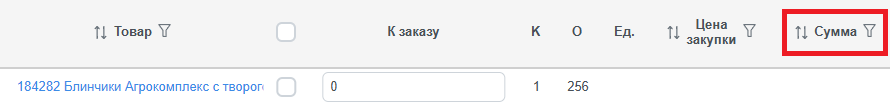 Товар К заказу К О Ед. Цена закупки Сумма
184282 Блинчики Агрокомплекс с творог 0 1 256